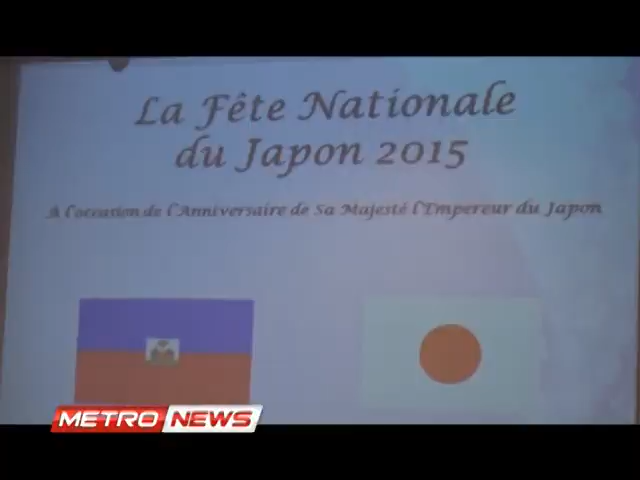 La Fête Nationale
du Japon 2015
A l'occasion de l'Anniversaire de Sa Majesté l'Empereur du Japon
METRO NEWS